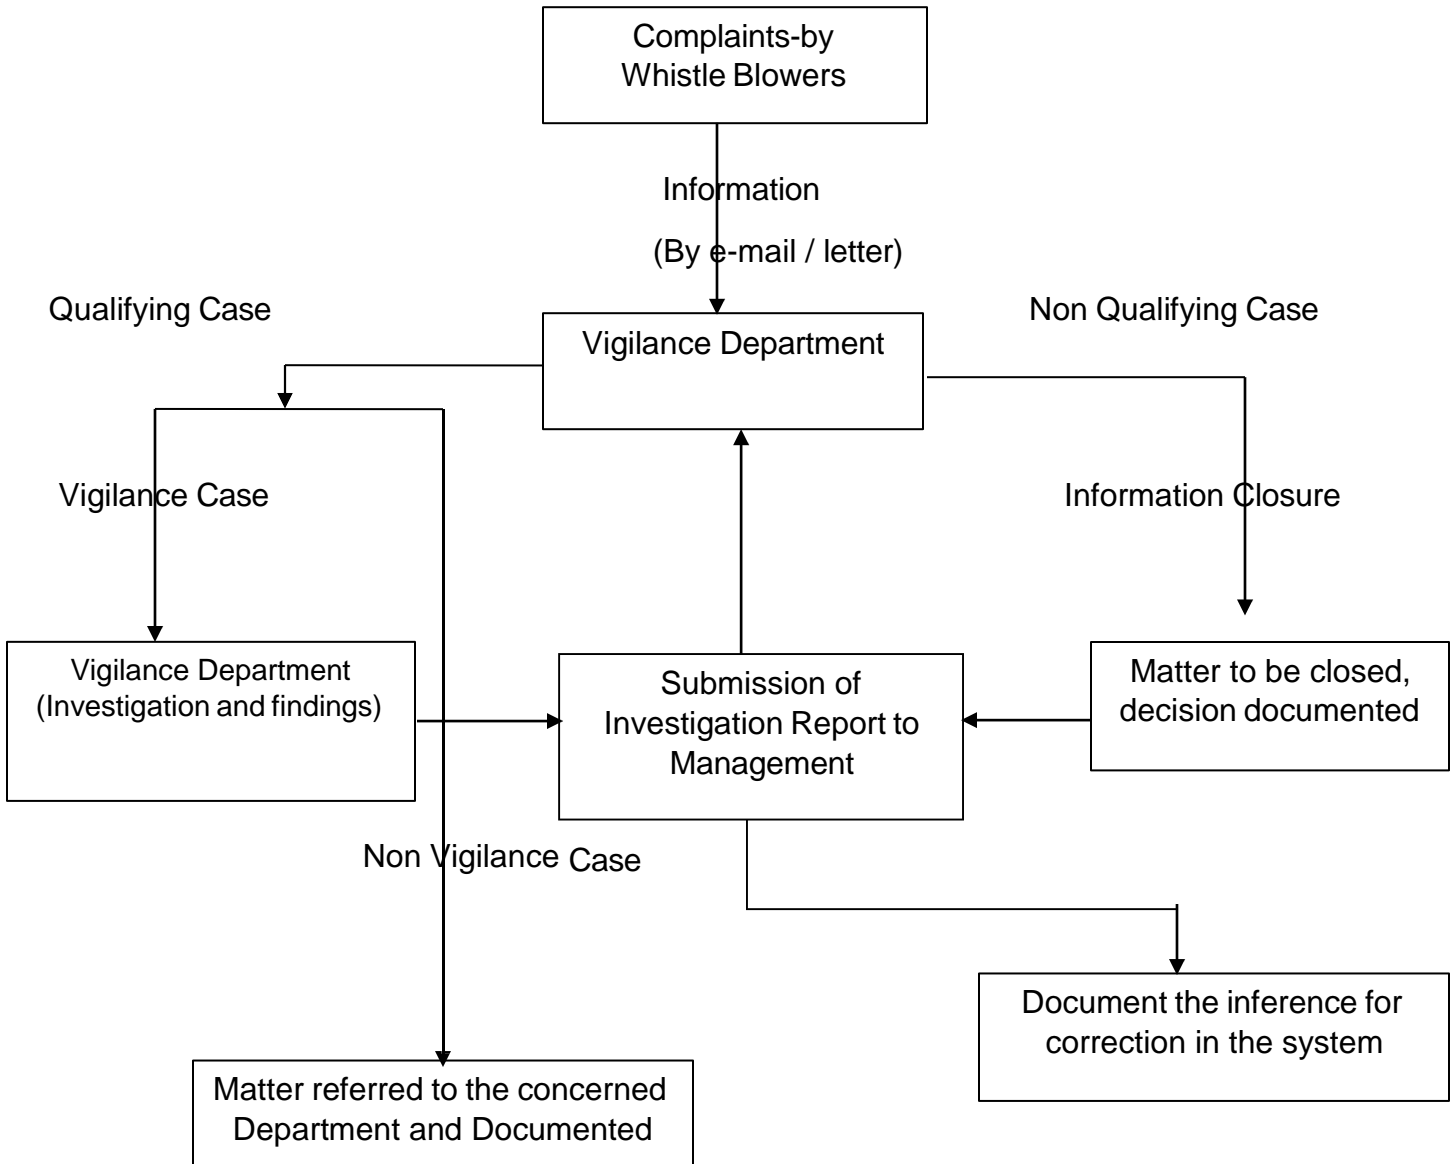 Complaints-by
Whistle Blowers
Information
(By e-mail / letter)
Qualifying Case
Non Qualifying Case
Vigilance Department
Vigilance Case
Information Closure
Vigilance Department
(Investigation and findings)
Submission of
Investigation Report to
Management
Matter to be closed,
decision documented
Non Vigilance Case
Document the inference for
correction in the system
Matter referred to the concerned
Department and Documented